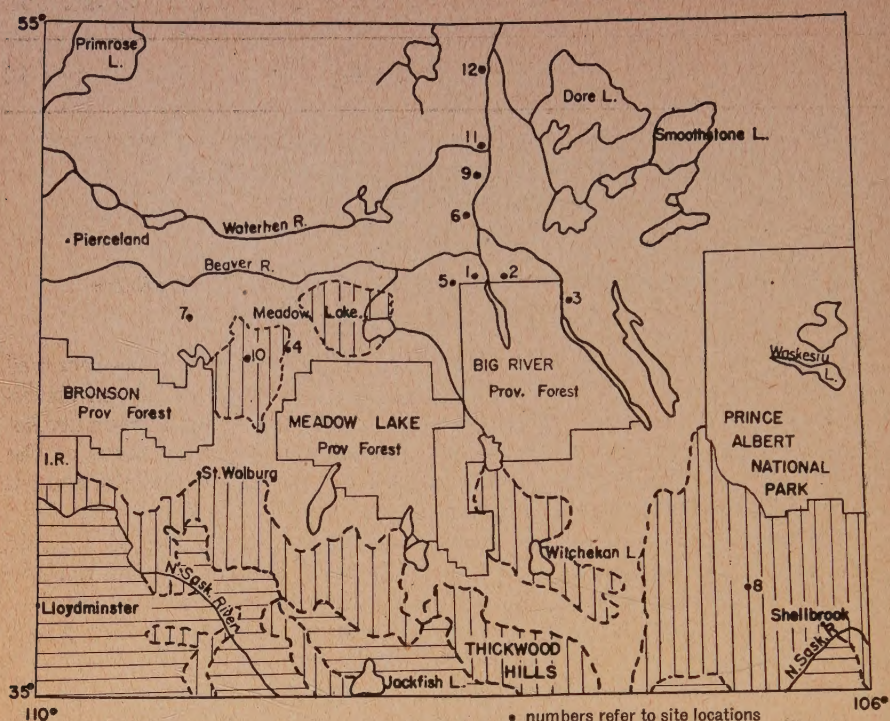 55°
Primrose
L.
12
Dore L.
Smoothstone L.
11
9
6
Waterhen R.
Pierceland
Beaver R.
1
2
5
3
7
Meadow Lake
4
10
Waskesiu
L.
BIG RIVER
Prov. Forest
BRONSON
Prov Forest
MEADOW LAKE
Prov Forest
PRINCE
ALBERT
NATIONAL
PARK
I.R.
St. Walburg
Witchekan L.
N. Sask River
8
Lloydminster
Shellbrook
THICKWOOD
HILLS
N. Sask. R.
Jackfish L.
35°
110°
106°
• numbers refer to site locations